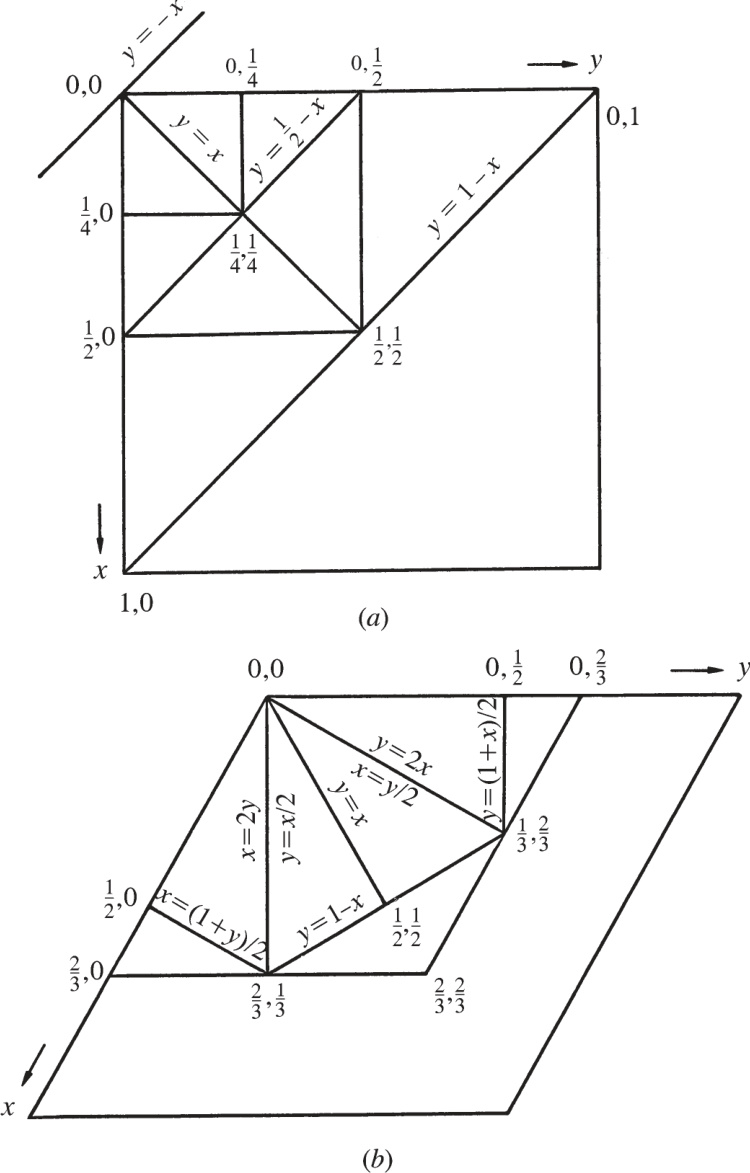 y = −x
0,0
0,1/4
0,1/2
y
0,1
y = x
y = 1/2 − x
y = 1 − x
1/4,0
1/4,1/4
1/2,0
1/2,1/2
x
1,0
(a)
0,0
0,1/2
0,2/3
y
y=2x
x=y/2
y=(1+x)/2
x=2y
y=x/2
y=x
1/3,2/3
1/2,0
x=(1+y)/2
y=1−x
1/2,1/2
2/3,0
2/3,1/3
2/3,2/3
x
(b)